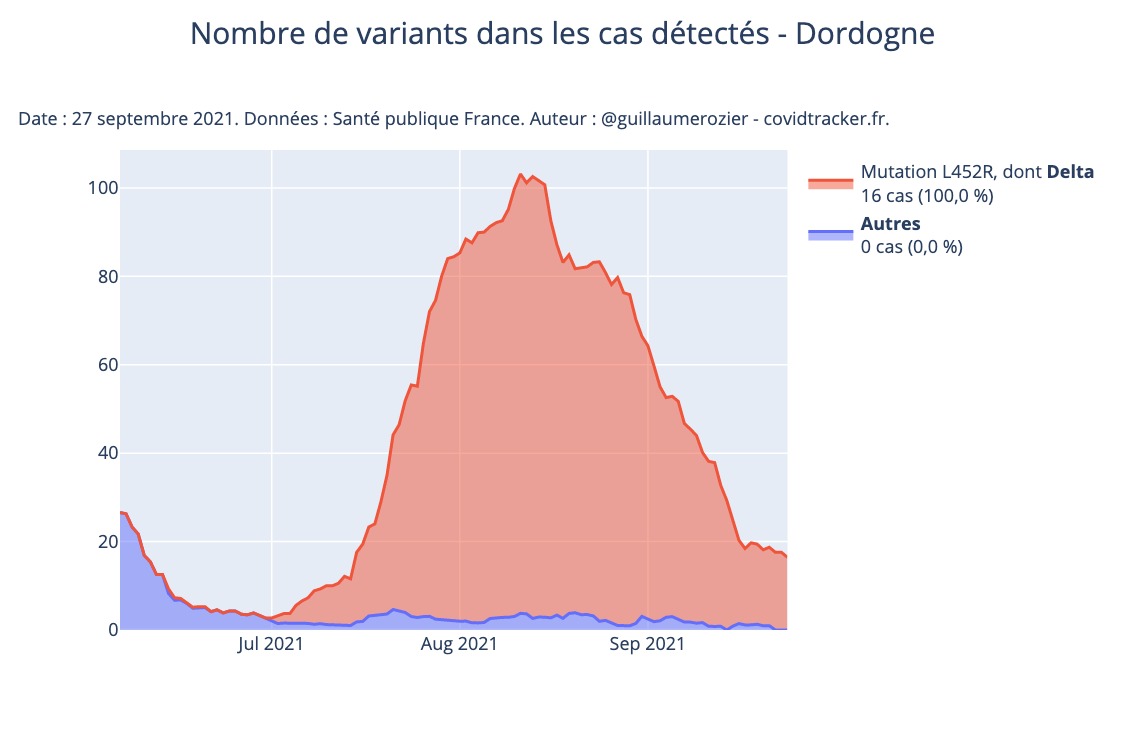 Nombre de variants dans les cas détectés - Dordogne
Date : 27 septembre 2021. Données : Santé publique France. Auteur : @guillaumerozier - covidtracker.fr.
Mutation L452R, dont Delta
16 cas (100,0 %)
Autres
0 cas (0,0 %)
100
80
60
40
20
0
Jul 2021
Aug 2021
Sep 2021